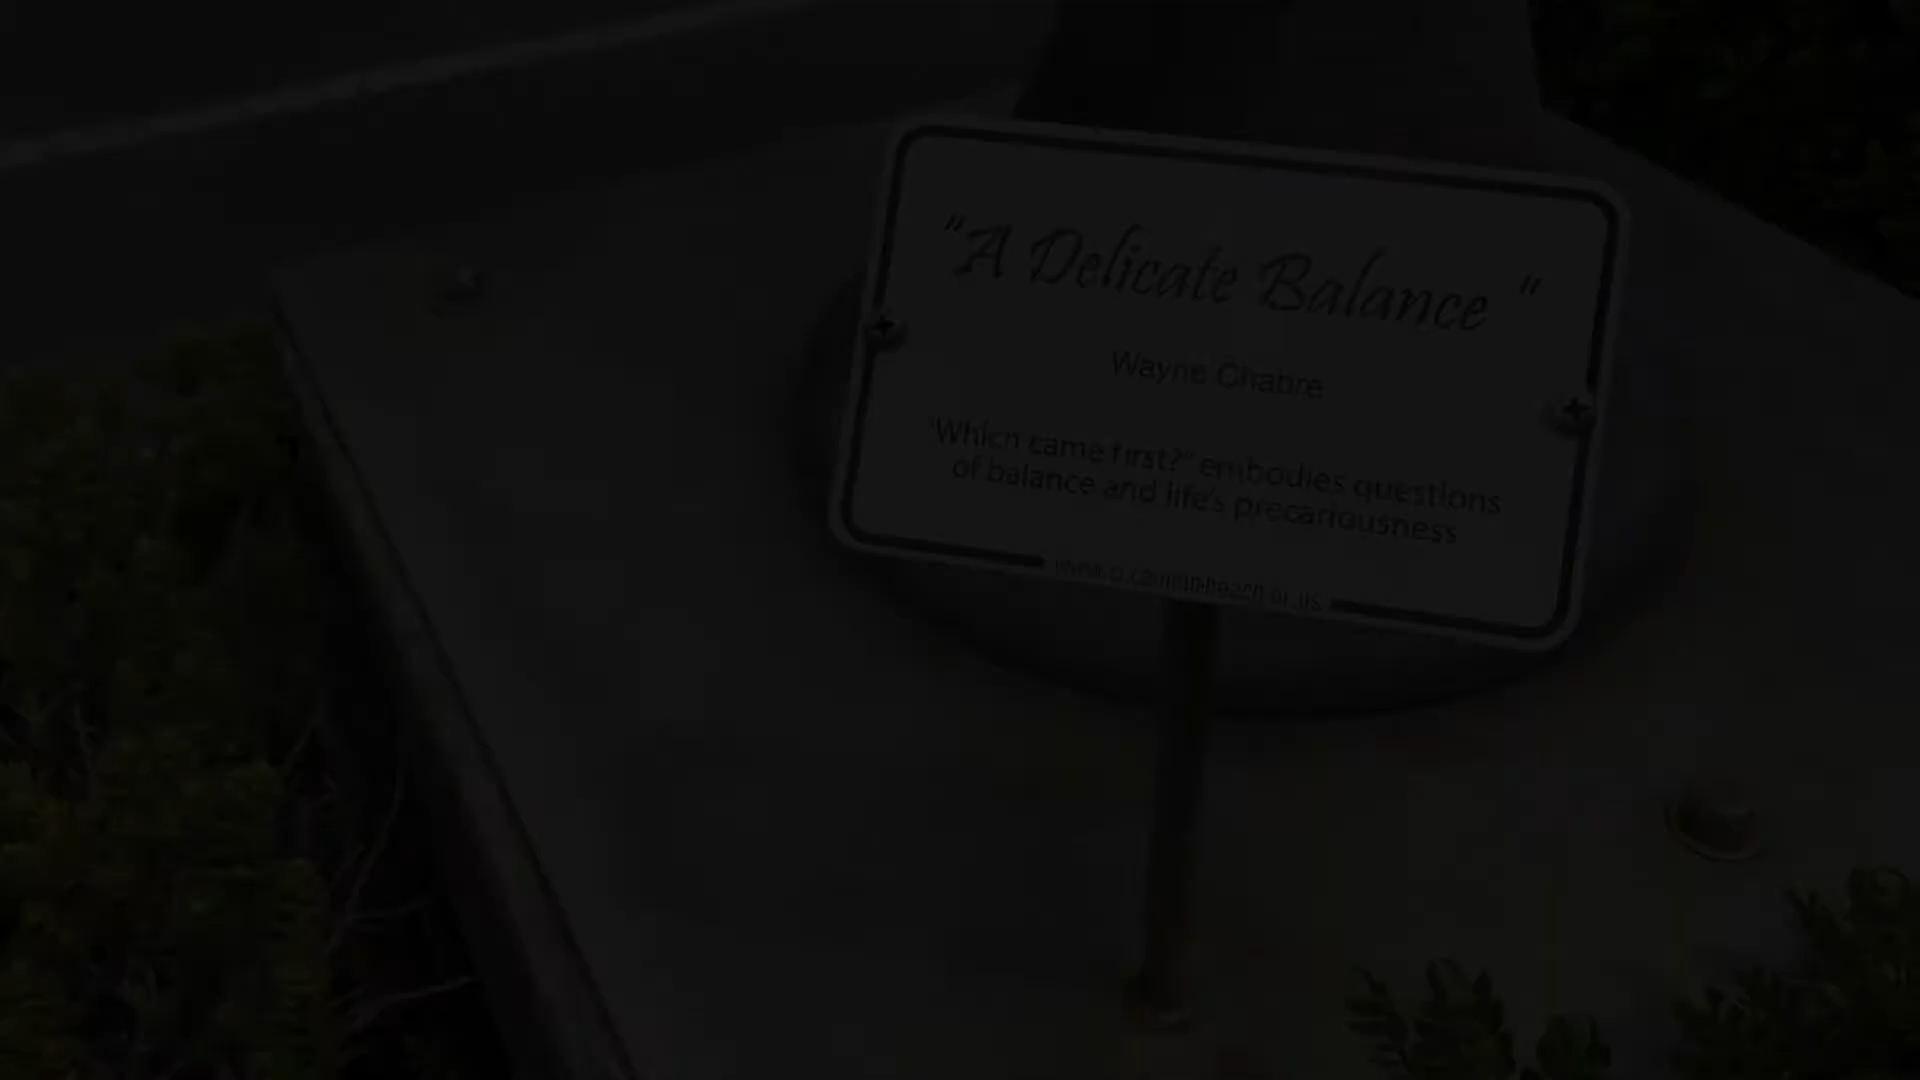 "A Delicate Balance "
Wayne Chabre
"Which came first?" embodies questions
of balance and life's precariousness